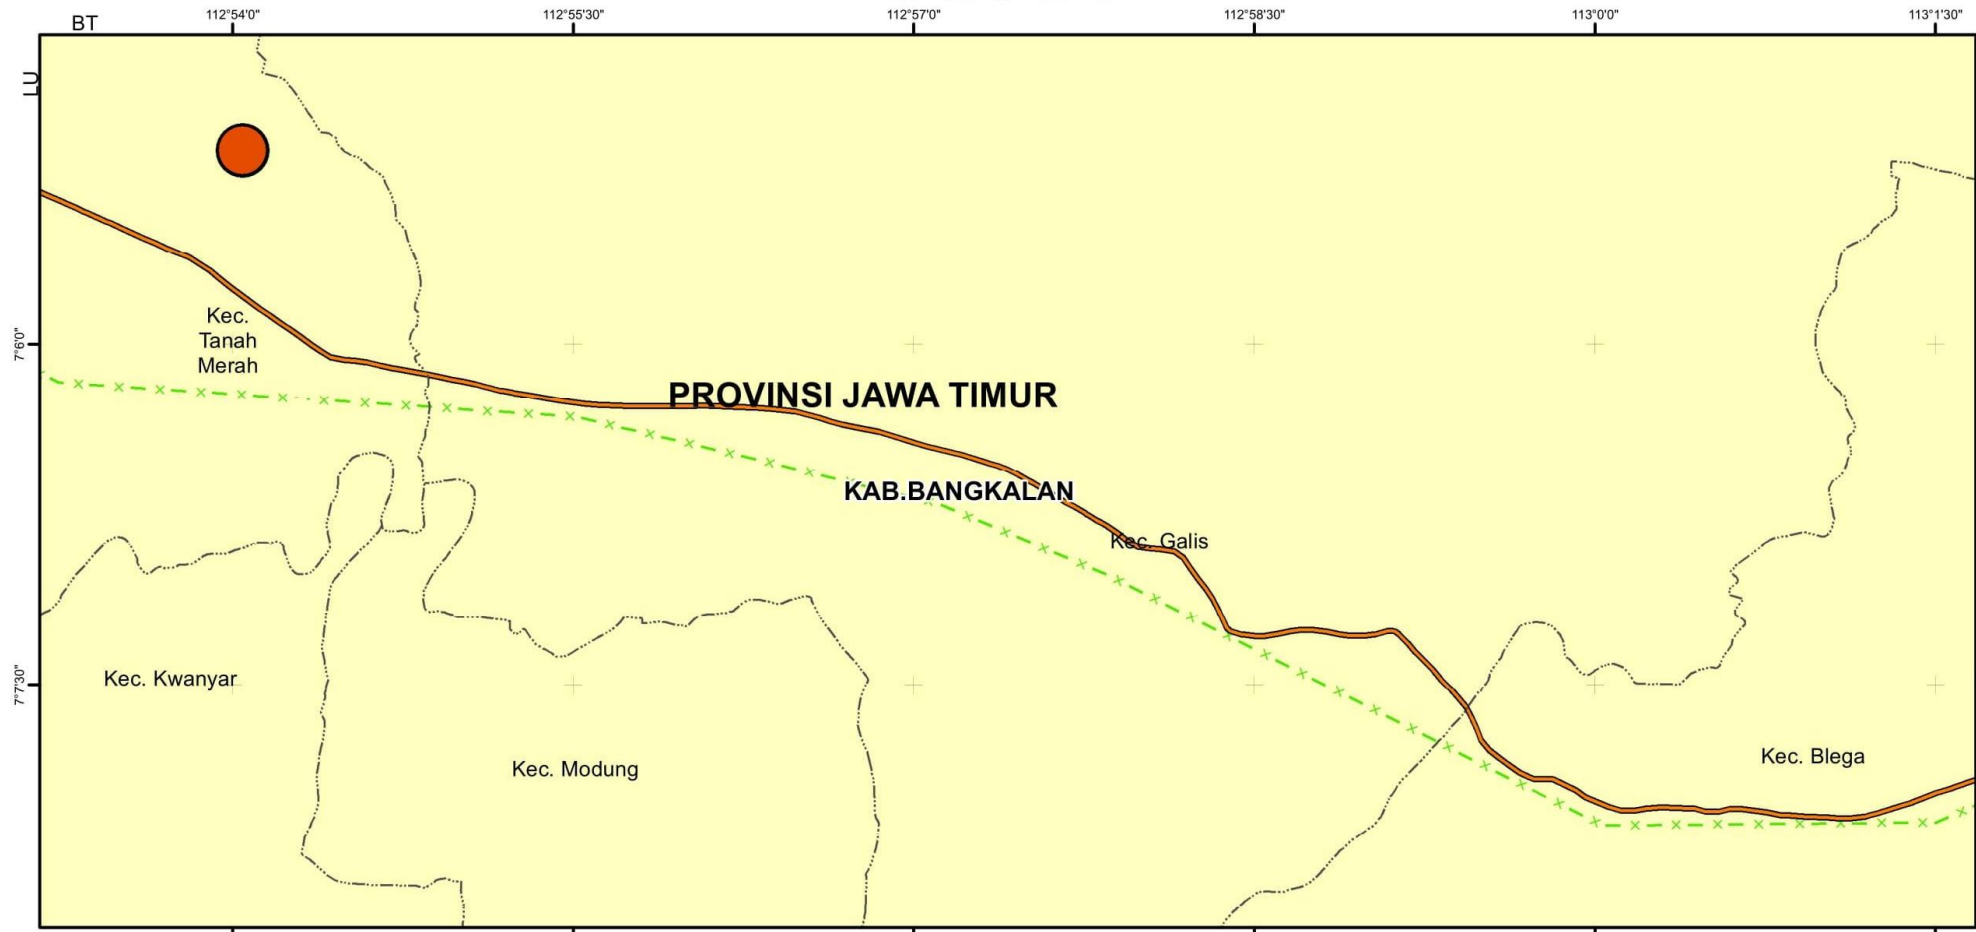 BT
112°54'0"
112°55'30"
112°57'0"
112°58'30"
113°0'0"
113°1'30"
LU
Kec.
Tanah
Merah
7°6'0"
PROVINSI JAWA TIMUR
KAB.BANGKALAN
Kec. Galis
7°7'30"
Kec. Kwanyar
Kec. Modung
Kec. Blega